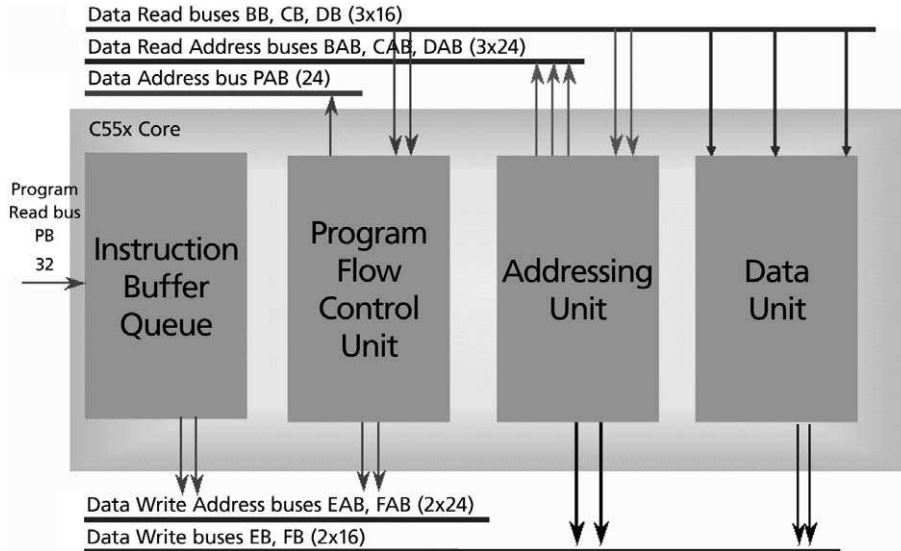 Data Read buses BB, CB, DB (3x16)
Data Read Address buses BAB, CAB, DAB (3x24)
Data Address bus PAB (24)
C55x Core
Program
Read bus
PB
32
Instruction
Buffer
Queue
Program
Flow
Control
Unit
Addressing
Unit
Data
Unit
Data Write Address buses EAB, FAB (2x24)
Data Write buses EB, FB (2x16)